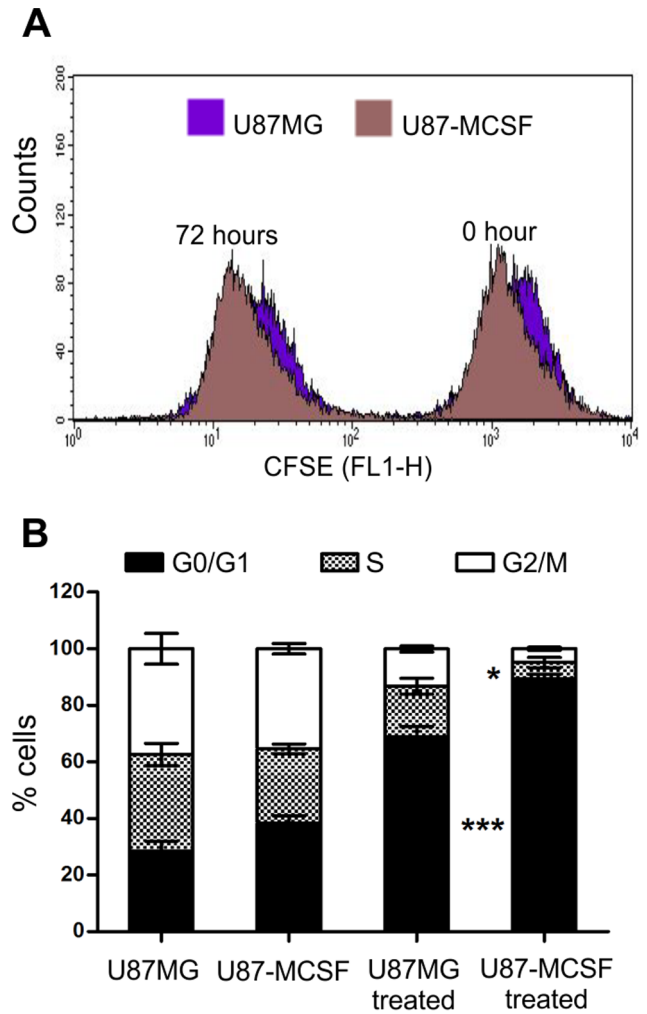 A
200
160
120
80
40
0
Counts
U87MG U87-MCSF
72 hours 0 hour
10^0 10^1 10^2 10^3 10^4
CFSE (FL1-H)
B
G0/G1 S G2/M
120
100
80
60
40
20
0
% cells
*
***
U87MG U87-MCSF U87MG U87-MCSF
treated treated